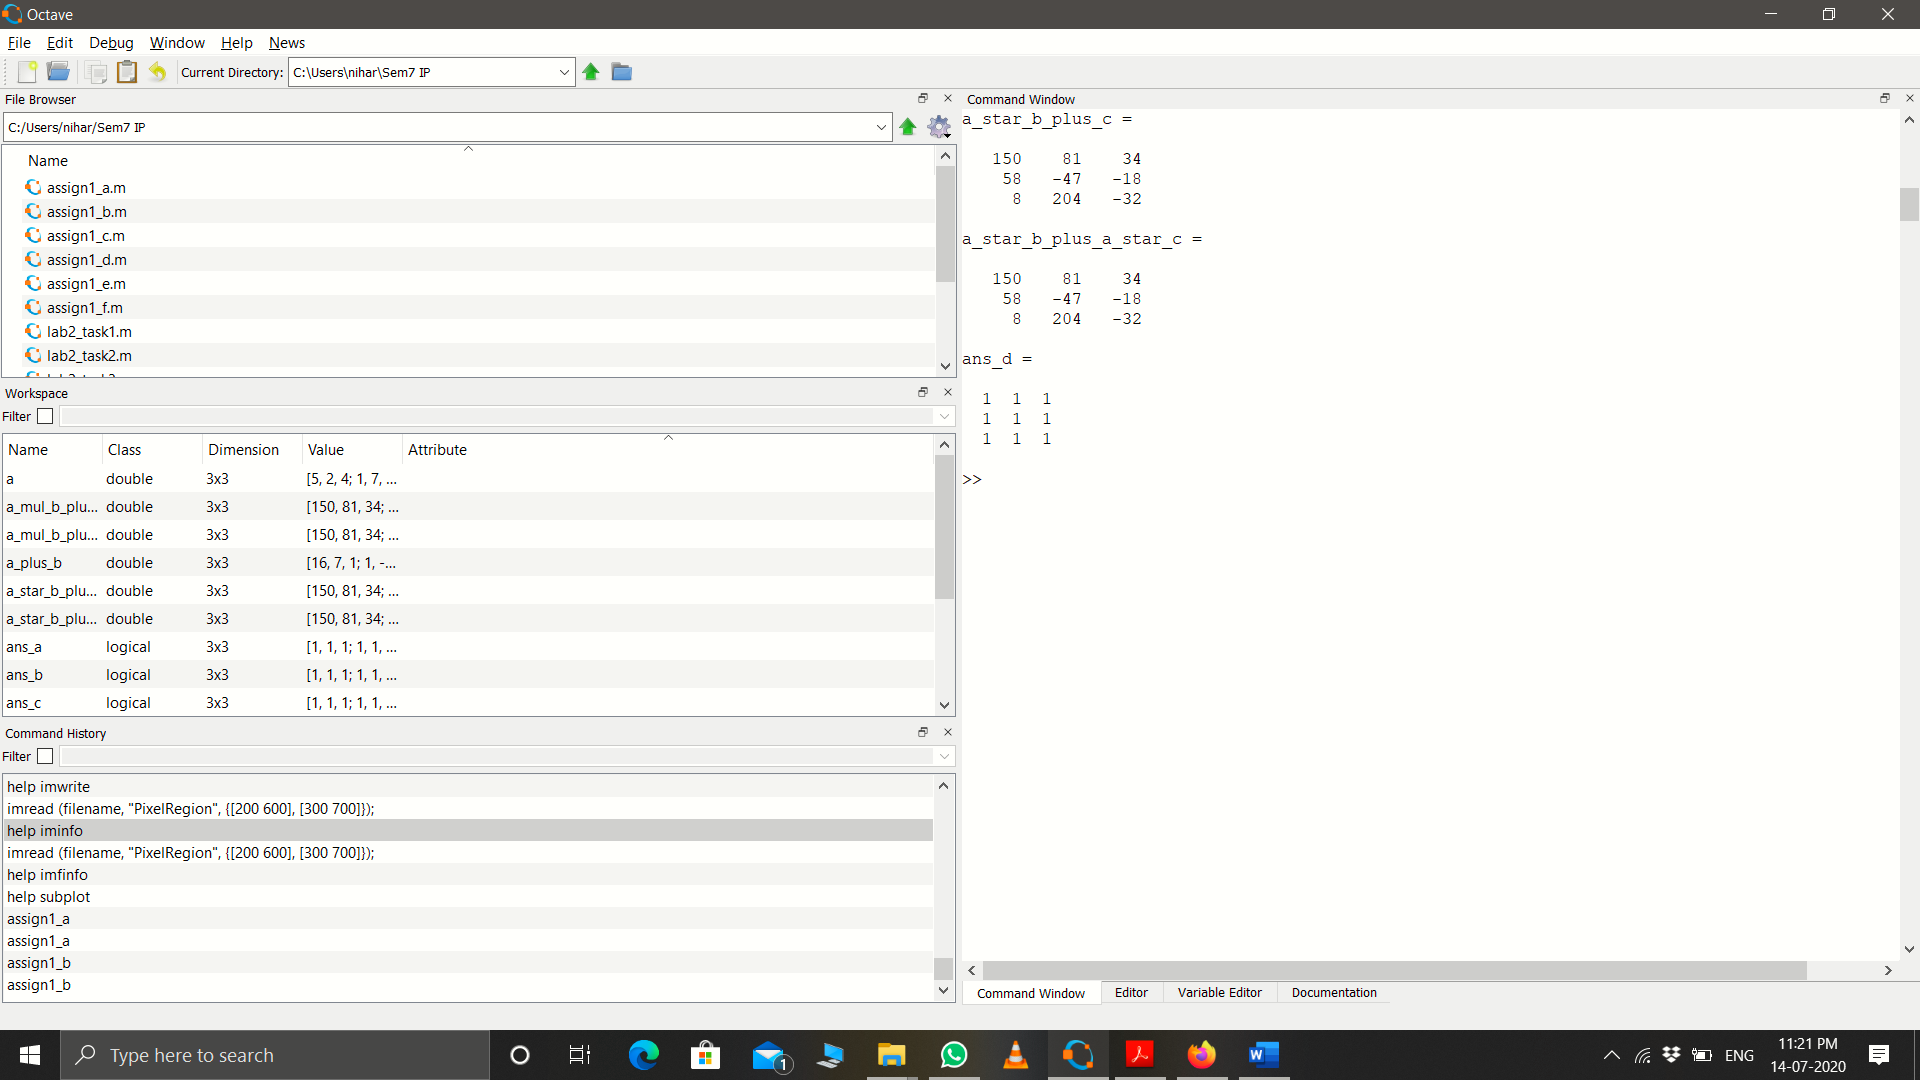 Octave
File Edit Debug Window Help News
Current Directory: C:\Users\nihar\Sem7 IP
File Browser
C:/Users/nihar/Sem7 IP
Name
assign1_a.m
assign1_b.m
assign1_c.m
assign1_d.m
assign1_e.m
assign1_f.m
lab2_task1.m
lab2_task2.m
Workspace
Filter
Name Class Dimension Value Attribute
a double 3x3 [5, 2, 4; 1, 7, ...
a_mul_b_plu... double 3x3 [150, 81, 34; ...
a_mul_b_plu... double 3x3 [150, 81, 34; ...
a_plus_b double 3x3 [16, 7, 1; 1, -...
a_star_b_plu... double 3x3 [150, 81, 34; ...
a_star_b_plu... double 3x3 [150, 81, 34; ...
ans_a logical 3x3 [1, 1, 1; 1, 1, ...
ans_b logical 3x3 [1, 1, 1; 1, 1, ...
ans_c logical 3x3 [1, 1, 1; 1, 1, ...
Command History
Filter
help imwrite
imread (filename, "PixelRegion", {[200 600], [300 700]});
help iminfo
imread (filename, "PixelRegion", {[200 600], [300 700]});
help imfinfo
help subplot
assign1_a
assign1_a
assign1_b
assign1_b
Command Window
a_star_b_plus_c =
150 81 34
58 -47 -18
8 204 -32
a_star_b_plus_a_star_c =
150 81 34
58 -47 -18
8 204 -32
ans_d =
1 1 1
1 1 1
1 1 1
>>
Command Window Editor Variable Editor Documentation
Type here to search
1
ENG
11:21 PM
14-07-2020